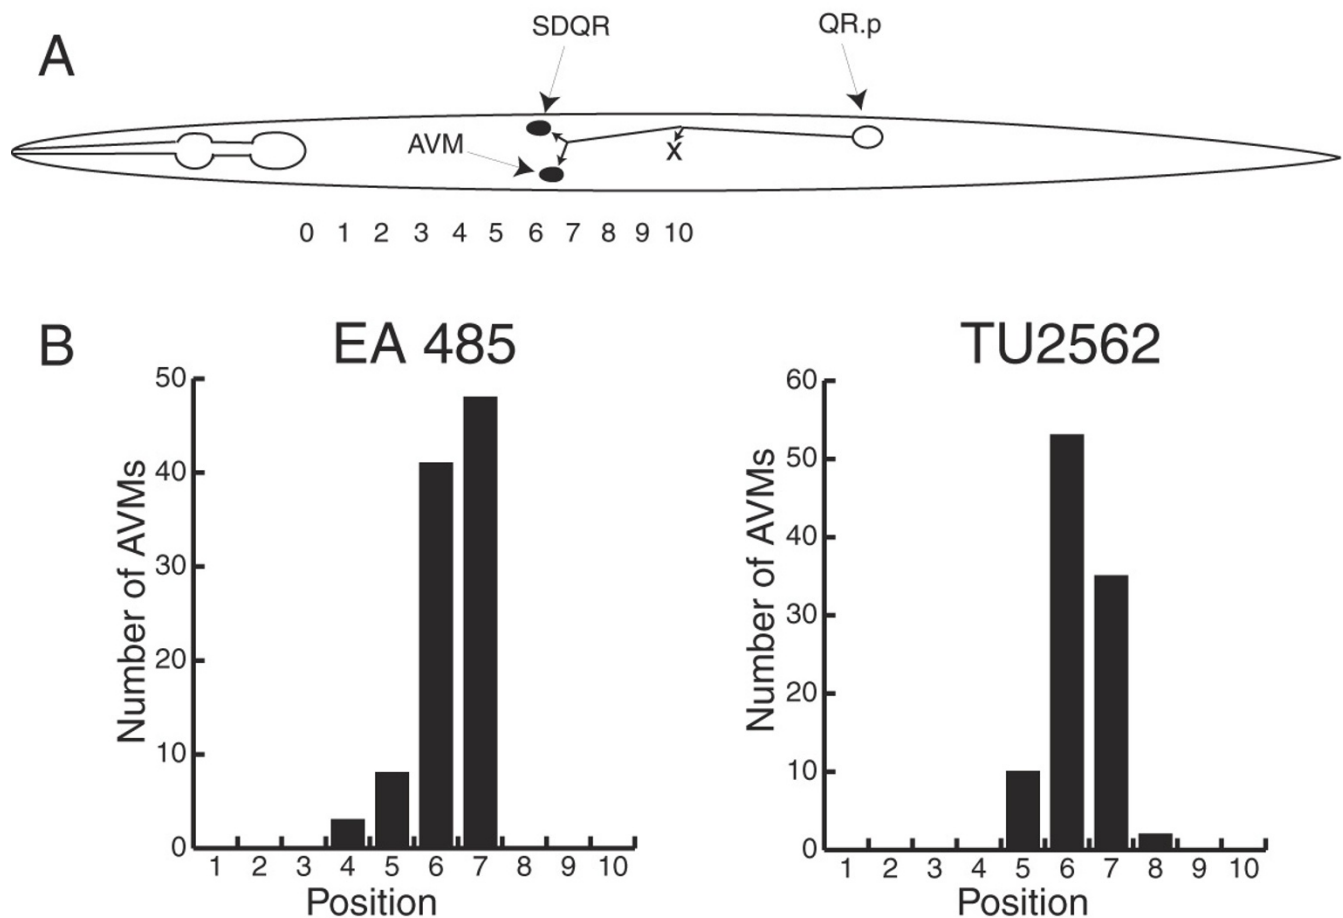 A
SDQR
QR.p
AVM
X
0 1 2 3 4 5 6 7 8 9 10
B
EA 485
Number of AVMs
50
40
30
20
10
0
1 2 3 4 5 6 7 8 9 10
Position
TU2562
Number of AVMs
60
50
40
30
20
10
0
1 2 3 4 5 6 7 8 9 10
Position